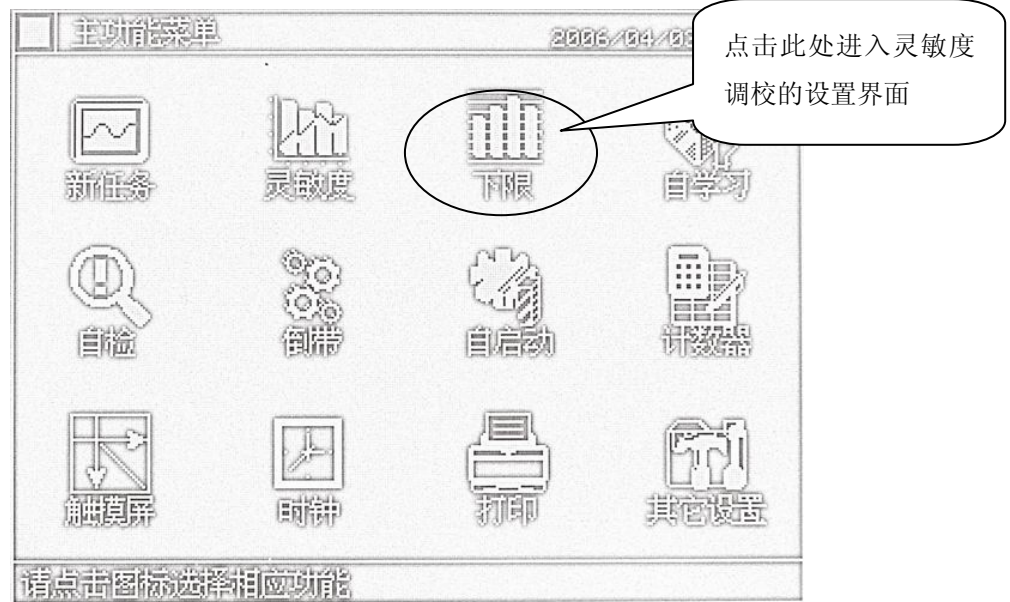 主功能菜单
2006/04/03
点击此处进入灵敏度
调校的设置界面
新任务
灵敏度
下限
自学习
自检
倒带
自启动
计数器
触摸屏
时钟
打印
其它设置
请点击图标选择相应功能